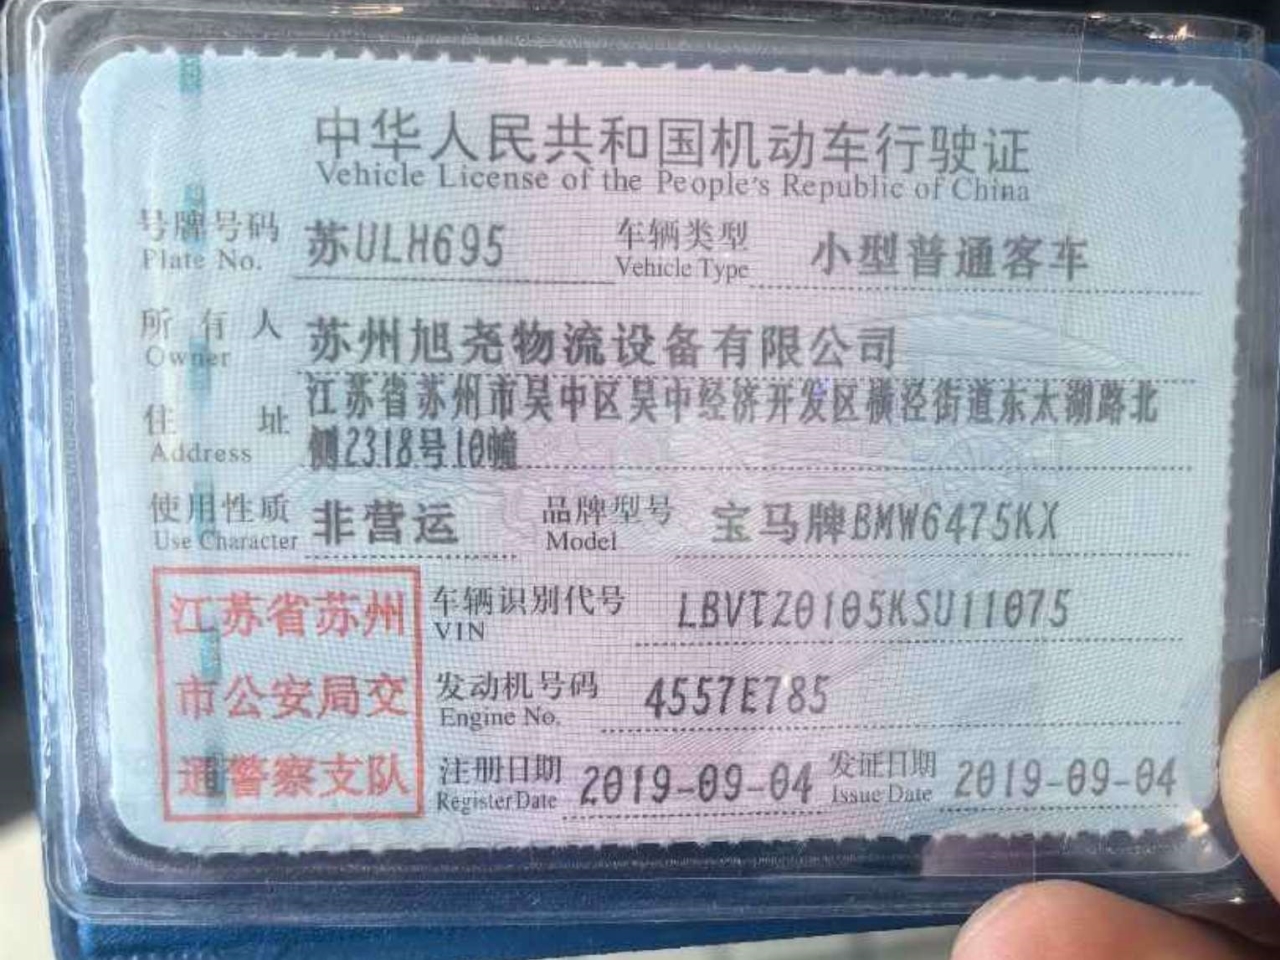 中华人民共和国机动车行驶证
Vehicle License of the People's Republic of China
号牌号码 苏ULH695 车辆类型 小型普通客车
Plate No. Vehicle Type
所有人 苏州旭尧物流设备有限公司
Owner
住址 江苏省苏州市吴中区吴中经济开发区横泾街道东太湖路北
Address 侧2318号10幢
使用性质 非营运 品牌型号 宝马牌BMW6475KX
Use Character Model
江苏省苏州 车辆识别代号 LBVTZ0105KSU11075
VIN
市公安局交 发动机号码 4557E785
Engine No.
通警察支队 注册日期 2019-09-04 发证日期 2019-09-04
Register Date Issue Date